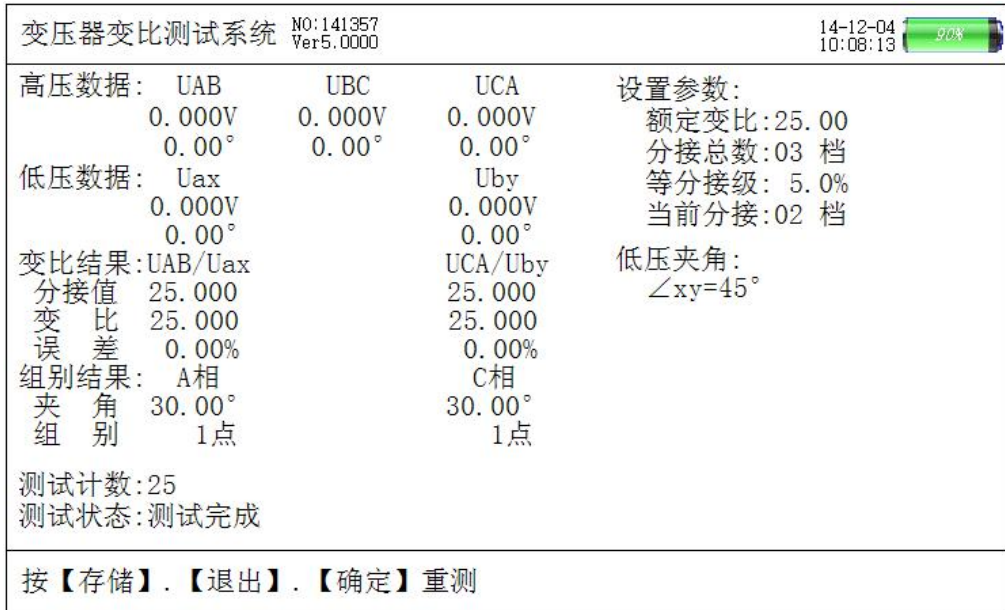 变压器变比测试系统 NO:141357
Ver5.0000
14-12-04
10:08:13
90%
高压数据: UAB UBC UCA
0.000V 0.000V 0.000V
0.00° 0.00° 0.00°
低压数据: Uax Uby
0.000V 0.000V
0.00° 0.00°
变比结果:UAB/Uax UCA/Uby
分接值 25.000 25.000
变 比 25.000 25.000
误 差 0.00% 0.00%
组别结果: A相 C相
夹 角 30.00° 30.00°
组 别 1点 1点
设置参数:
额定变比:25.00
分接总数:03 档
等分接级: 5.0%
当前分接:02 档
低压夹角:
∠xy=45°
测试计数:25
测试状态:测试完成
按【存储】.【退出】.【确定】重测